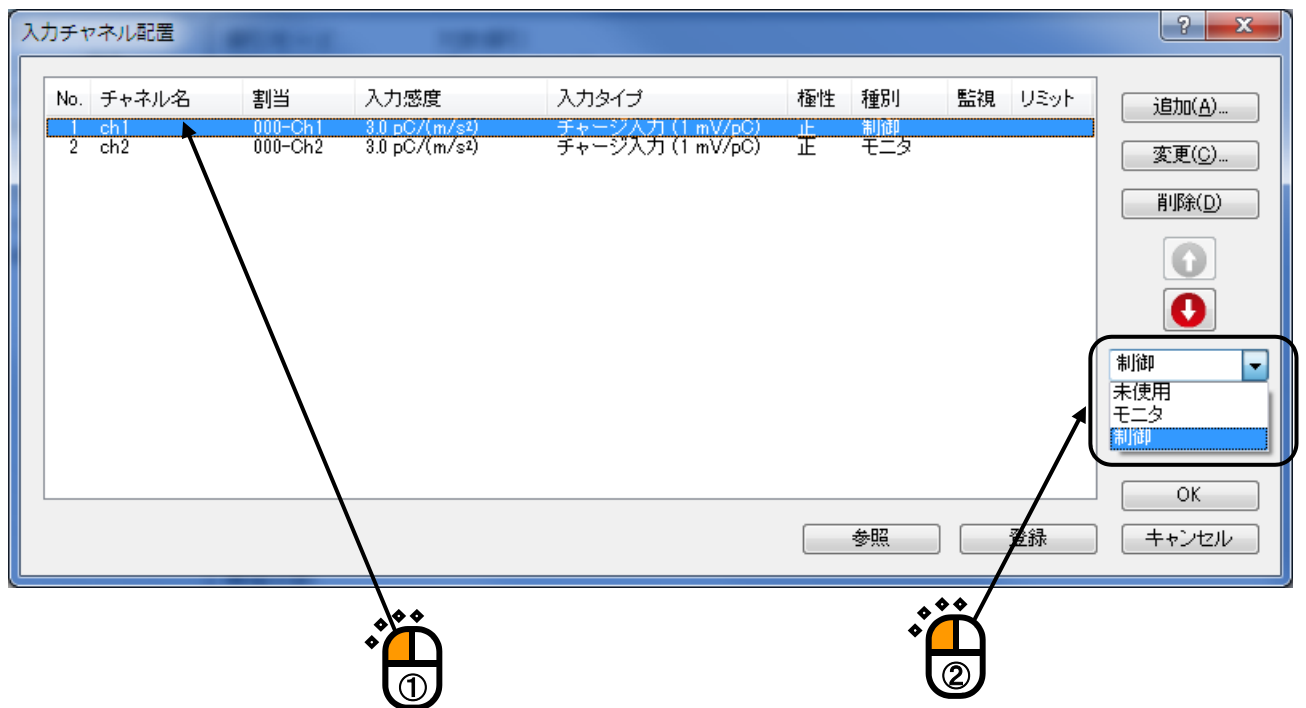 入力チャネル配置
No. チャネル名 割当 入力感度 入力タイプ 極性 種別 監視 リミット
1 ch1 000-Ch1 3.0 pC/(m/s²) チャージ入力 (1 mV/pC) 正 制御
2 ch2 000-Ch2 3.0 pC/(m/s²) チャージ入力 (1 mV/pC) 正 モニタ
追加(A)...
変更(C)...
削除(D)
制御
未使用
モニタ
制御
OK
参照 登録 キャンセル
① ②